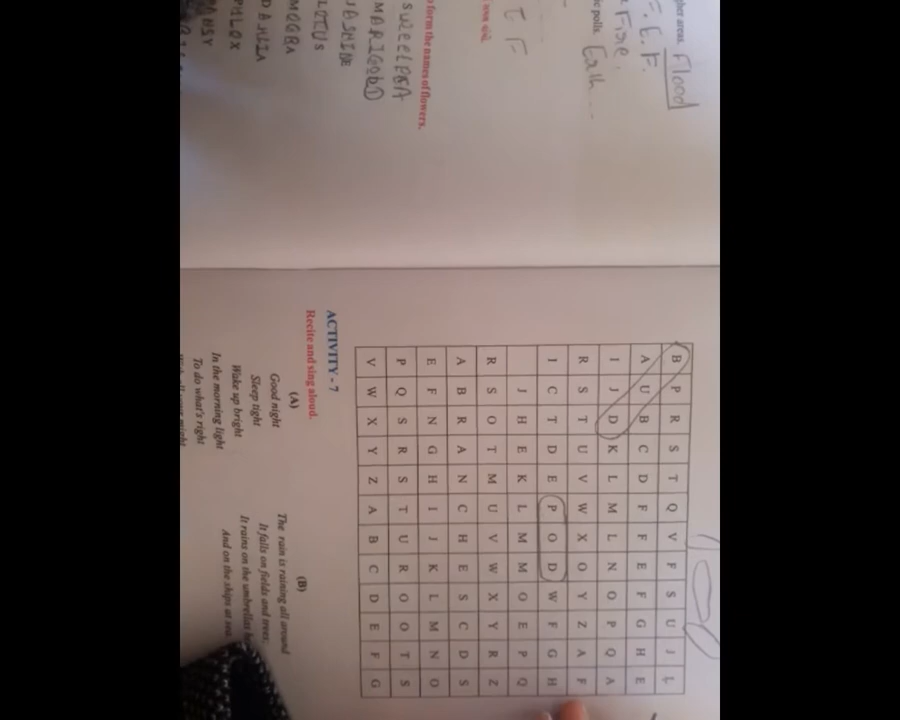 her areas. Flood
F. E. F.
Fire.
ic polls. Earth ...
t F
o form the names of flowers.
MARIGOLD
JASMINE
LOTUS
MOGRA
DAHLIA
PHLOX
B P R S T Q V F S U J L
A U B C D F F E F G H E
I J D K L M L N O P Q A
R S T U V W X O Y Z A F
I C T D E P O D W F G H
J H E K L M M O E P Q
R S O T M U V W X Y R Z
A B R A N C H E S C D S
E F N G H I J K L M N O
P Q S R S T U R O O T S
V W X Y Z A B C D E F G
ACTIVITY - 7
Recite and sing aloud.
(A)
Good night
Sleep tight
Wake up bright
In the morning light
To do what's right
(B)
The rain is raining all around
It falls on fields and trees.
It rains on the umbrellas
And on the ships at sea.